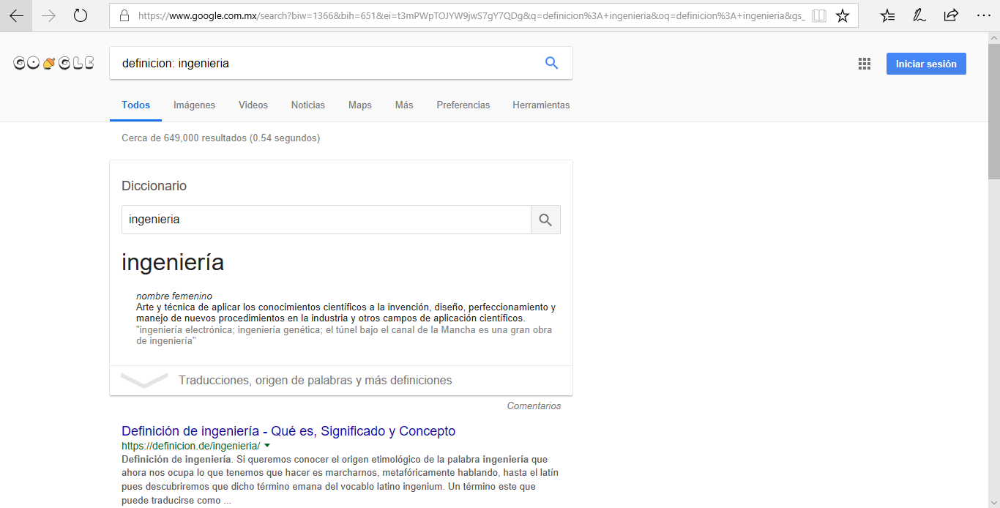 https://www.google.com.mx/search?biw=1366&bih=651&ei=t3mPWpTOJYW9jwS7gY7QDg&q=definicion%3A+ingenieria&oq=definicion%3A+ingenieria&gs_
GOOGLE
definicion: ingenieria
Iniciar sesión
Todos Imágenes Videos Noticias Maps Más Preferencias Herramientas
Cerca de 649,000 resultados (0.54 segundos)
Diccionario
ingenieria
ingeniería
nombre femenino
Arte y técnica de aplicar los conocimientos científicos a la invención, diseño, perfeccionamiento y
manejo de nuevos procedimientos en la industria y otros campos de aplicación científicos.
"ingeniería electrónica; ingeniería genética; el túnel bajo el canal de la Mancha es una gran obra
de ingeniería"
Traducciones, origen de palabras y más definiciones
Comentarios
Definición de ingeniería - Qué es, Significado y Concepto
https://definicion.de/ingenieria/
Definición de ingeniería. Si queremos conocer el origen etimológico de la palabra ingeniería que
ahora nos ocupa lo que tenemos que hacer es marcharnos, metafóricamente hablando, hasta el latín
pues descubriremos que dicho término emana del vocablo latino ingenium. Un término este que
puede traducirse como ...